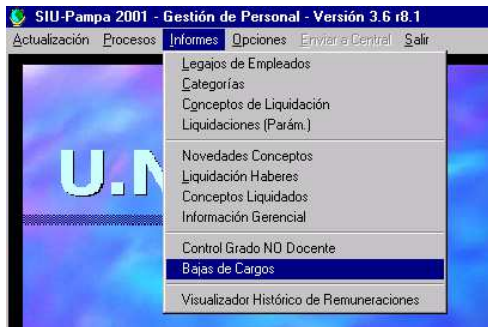 SIU-Pampa 2001 - Gestión de Personal - Versión 3.6 r8.1
Actualización Procesos Informes Opciones Enviar a Central Salir
Legajos de Empleados
Categorías
Conceptos de Liquidación
Liquidaciones (Parám.)
Novedades Conceptos
Liquidación Haberes
Conceptos Liquidados
Información Gerencial
U.N
Control Grado NO Docente
Bajas de Cargos
Visualizador Histórico de Remuneraciones